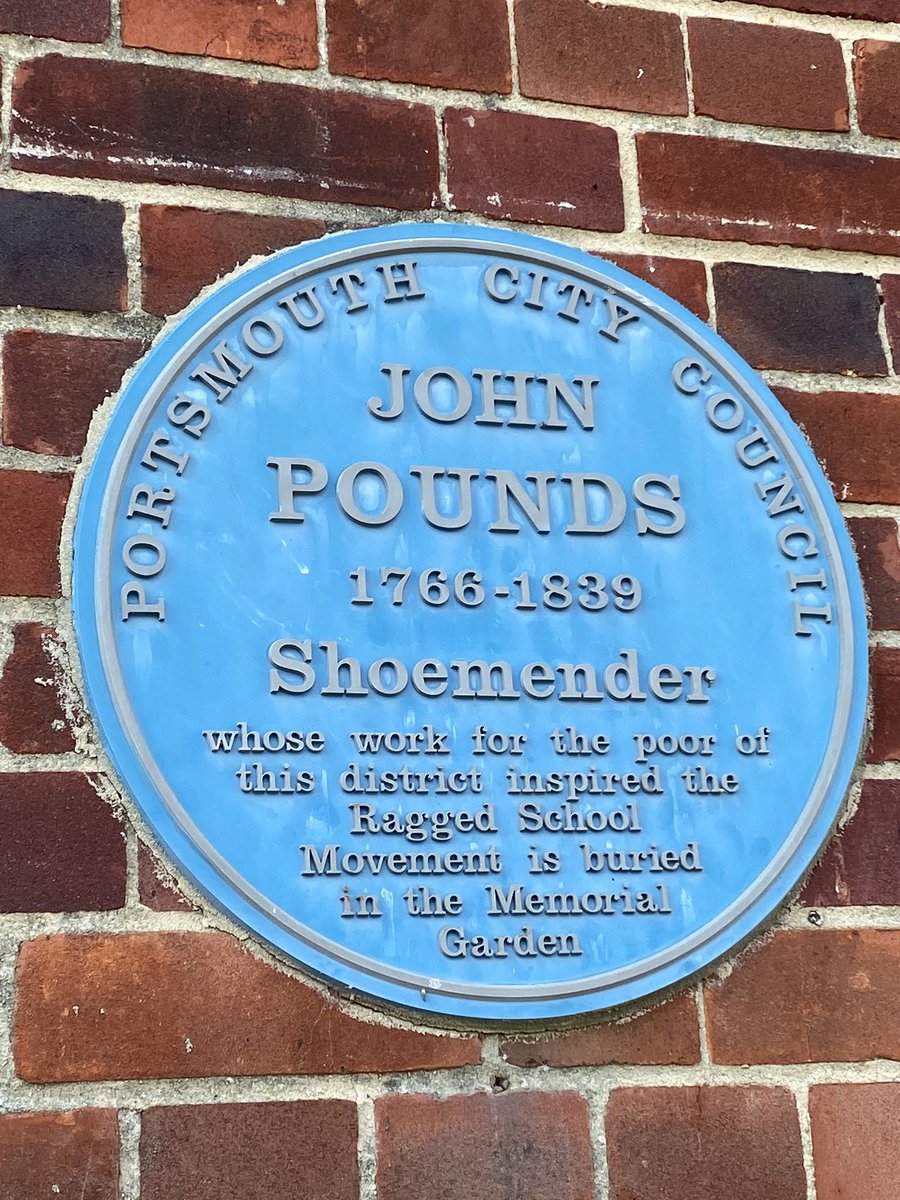 PORTSMOUTH CITY COUNCIL
JOHN
POUNDS
1766-1839
Shoemender
whose work for the poor of
this district inspired the
Ragged School
Movement is buried
in the Memorial
Garden